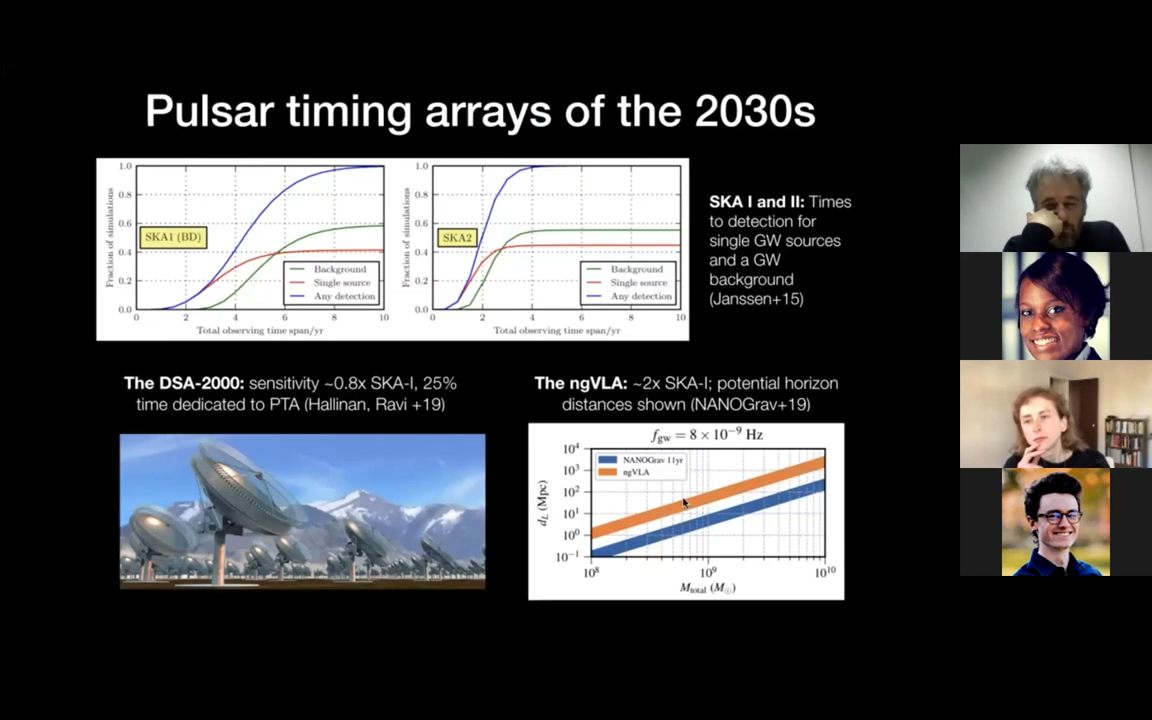 Pulsar timing arrays of the 2030s
Fraction of simulations
1.0
0.8
0.6
0.4
0.2
0.0
SKA1 (BD)
Background
Single source
Any detection
0 2 4 6 8 10
Total observing time span/yr
Fraction of simulations
1.0
0.8
0.6
0.4
0.2
0.0
SKA2
Background
Single source
Any detection
0 2 4 6 8 10
Total observing time span/yr
SKA I and II: Times
to detection for
single GW sources
and a GW
background
(Janssen+15)
The DSA-2000: sensitivity ~0.8x SKA-I, 25%
time dedicated to PTA (Hallinan, Ravi +19)
The ngVLA: ~2x SKA-I; potential horizon
distances shown (NANOGrav+19)
f_gw = 8 × 10⁻⁹ Hz
d_L (Mpc)
10⁴
10³
10²
10¹
10⁰
10⁻¹
NANOGrav 11yr
ngVLA
10⁸ 10⁹ 10¹⁰
M_total (M_⊙)